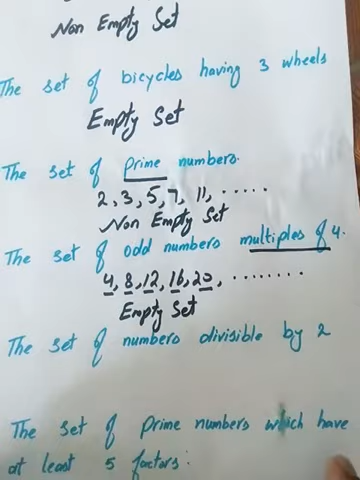 Non Empty Set
The set of bicycles having 3 wheels
Empty Set
The set of prime numbers.
2, 3, 5, 7, 11, ......
Non Empty Set
The set of odd numbers multiples of 4.
4, 8, 12, 16, 20, ........
Empty Set
The set of numbers divisible by 2
The set of prime numbers which have
at least 5 factors.